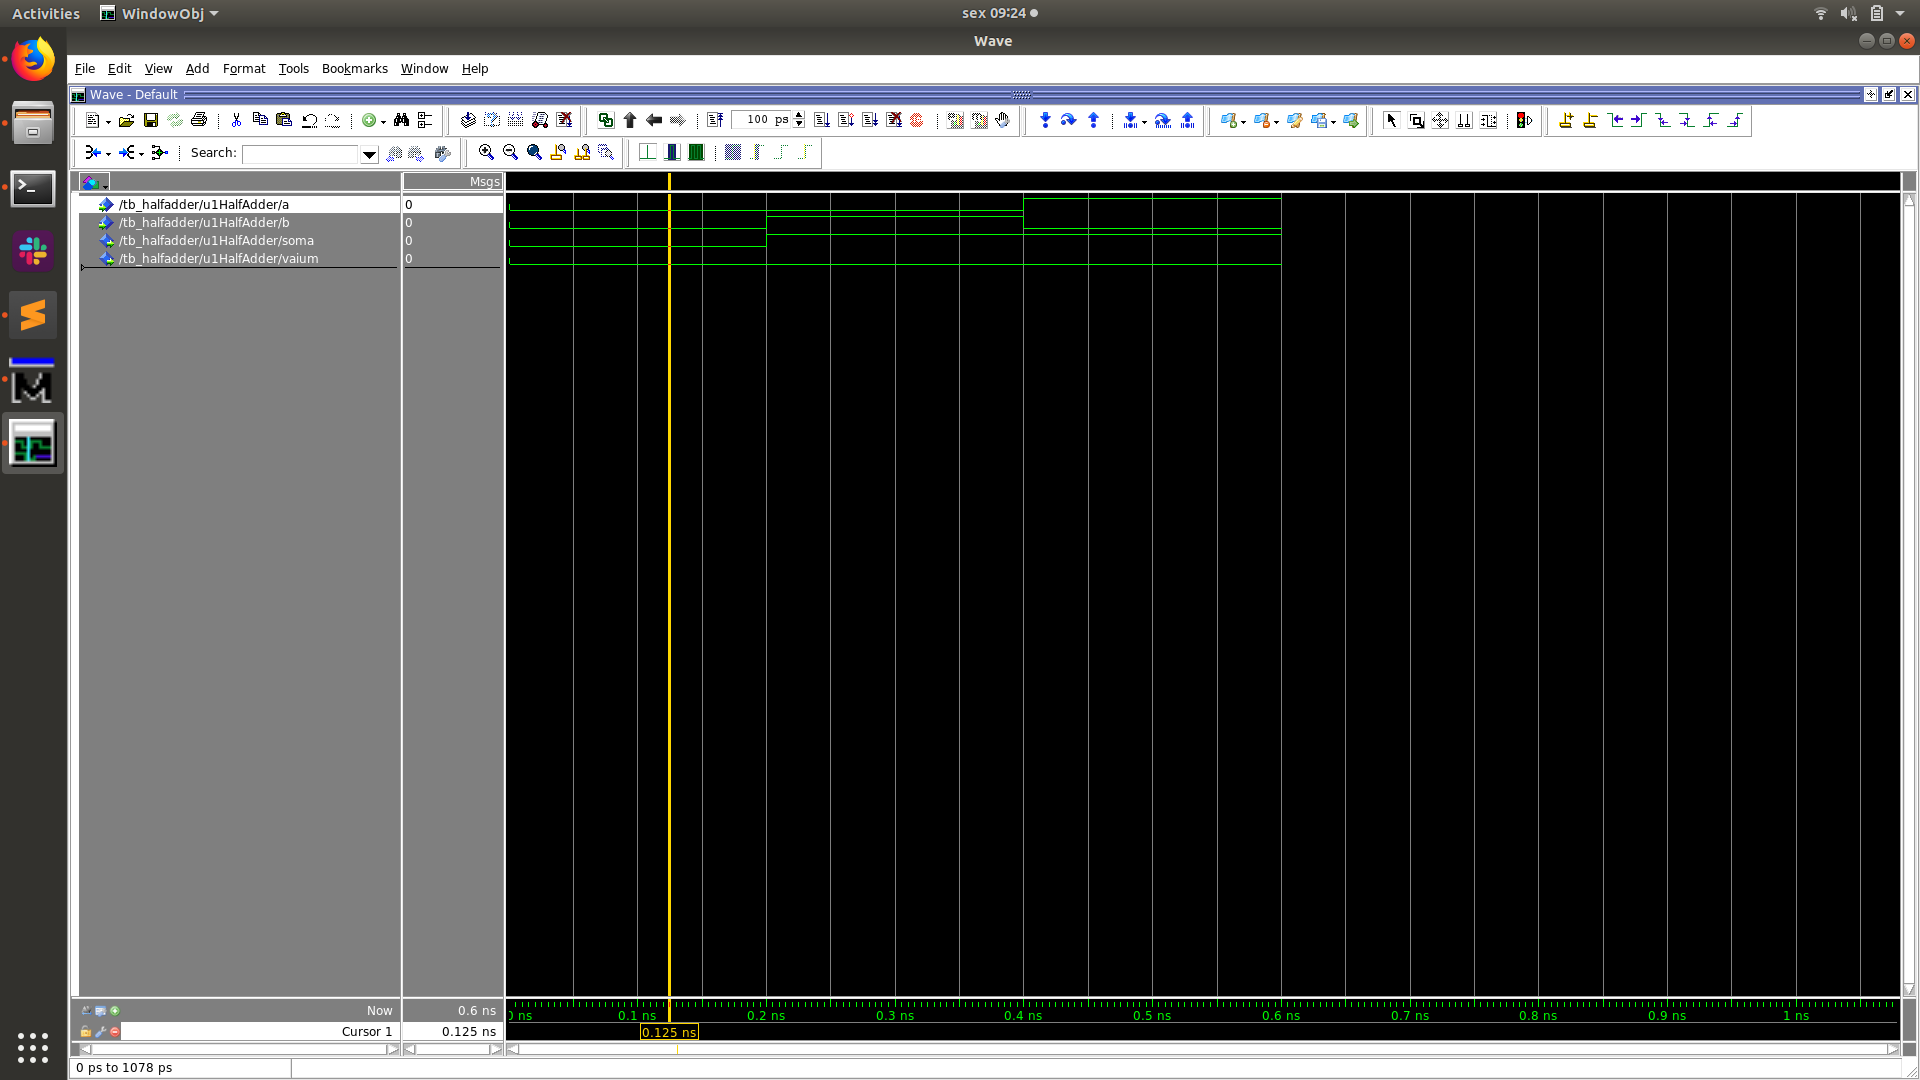 Activities WindowObj sex 09:24
Wave
File Edit View Add Format Tools Bookmarks Window Help
Wave - Default
100 ps
Search:
Msgs
/tb_halfadder/u1HalfAdder/a 0
/tb_halfadder/u1HalfAdder/b 0
/tb_halfadder/u1HalfAdder/soma 0
/tb_halfadder/u1HalfAdder/vaium 0
Now 0.6 ns ns 0.1 ns 0.2 ns 0.3 ns 0.4 ns 0.5 ns 0.6 ns 0.7 ns 0.8 ns 0.9 ns 1 ns
Cursor 1 0.125 ns 0.125 ns
0 ps to 1078 ps